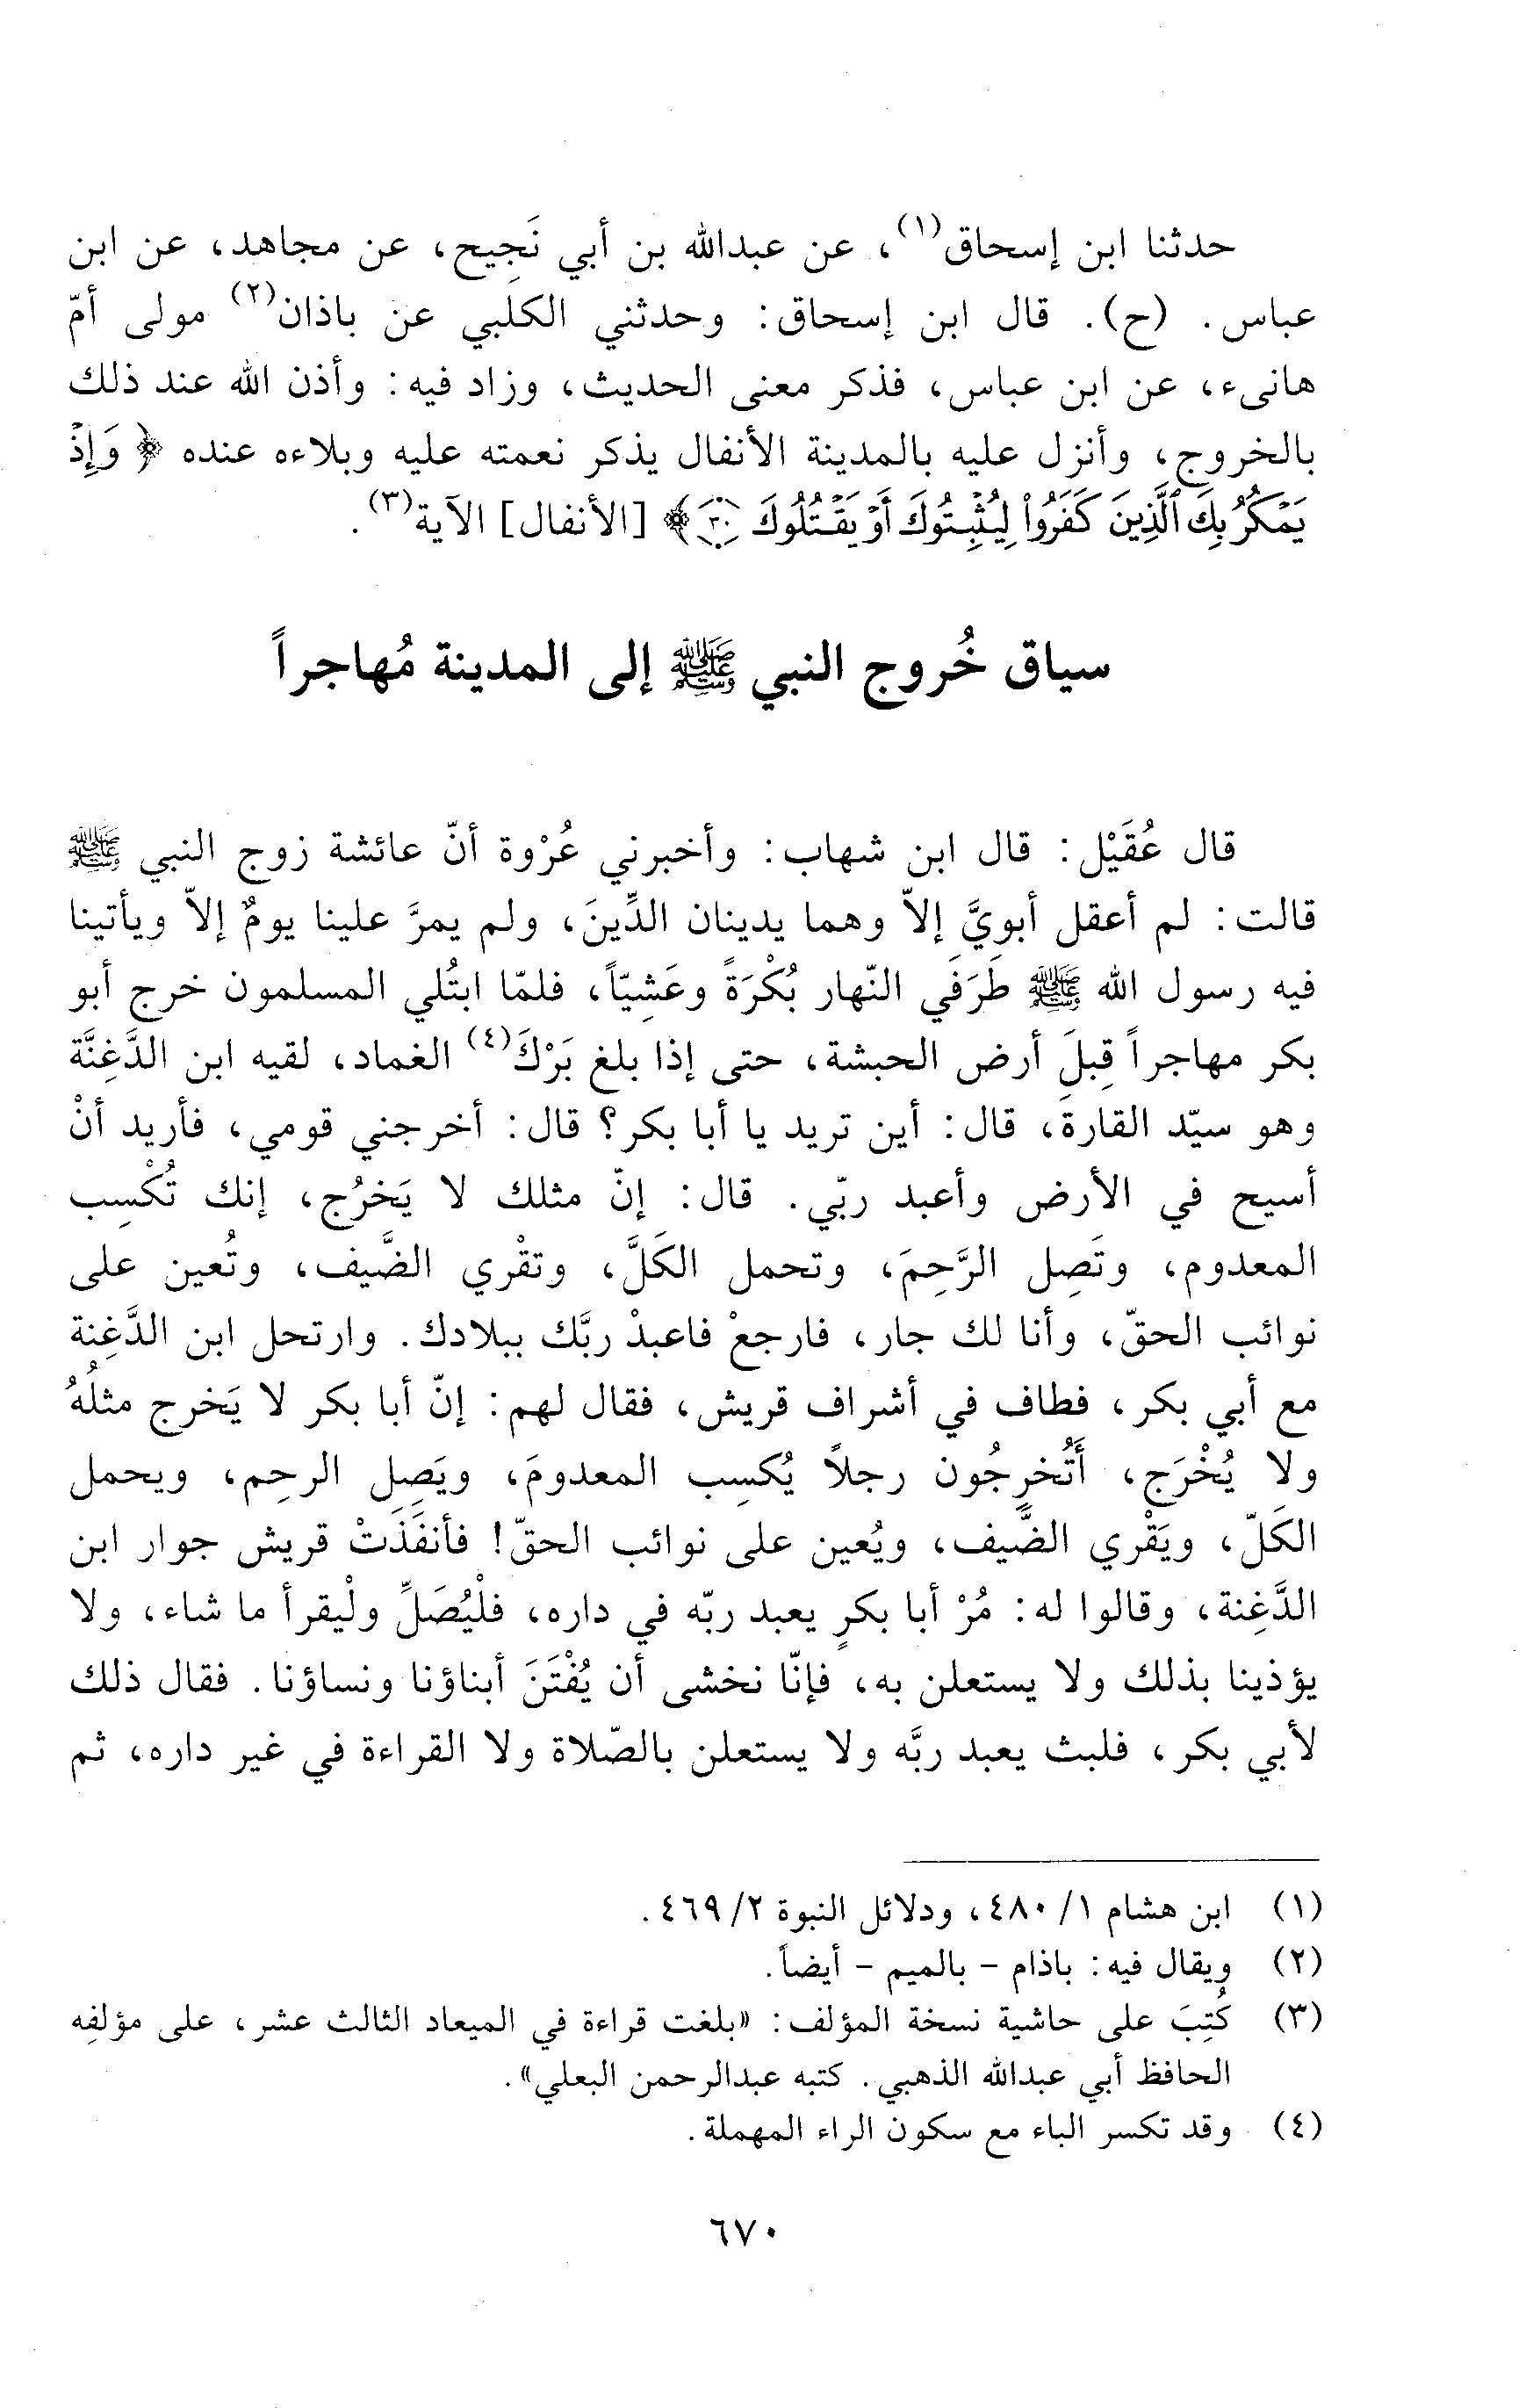 حدثنا ابن إسحاق(١)، عن عبدالله بن أبي نَجِيح، عن مجاهد، عن ابن
عباس. (ح). قال ابن إسحاق: وحدثني الكلبي عن باذان(٢) مولى أمّ
هانىء، عن ابن عباس، فذكر معنى الحديث، وزاد فيه: وأذن الله عند ذلك
بالخروج، وأنزل عليه بالمدينة الأنفال يذكر نعمته عليه وبلاءه عنده ﴿ وَإِذۡ
يَمۡكُرُ بِكَ ٱلَّذِينَ كَفَرُواْ لِيُثۡبِتُوكَ أَوۡ يَقۡتُلُوكَ ٣٠ ﴾ [الأنفال] الآية(٣).
سياق خُروج النبي ﷺ إلى المدينة مُهاجراً
قال عُقَيْل: قال ابن شهاب: وأخبرني عُرْوة أنّ عائشة زوج النبي ﷺ
قالت: لم أعقل أبويَّ إلاّ وهما يدينان الدِّينَ، ولم يمرَّ علينا يومٌ إلاّ ويأتينا
فيه رسول الله ﷺ طَرَفَي النّهار بُكْرَةً وعَشِيّاً، فلمّا ابتُلي المسلمون خرج أبو
بكر مهاجراً قِبلَ أرض الحبشة، حتى إذا بلغ بَرْكَ(٤) الغماد، لقيه ابن الدَّغِنَّة
وهو سيّد القارة، قال: أين تريد يا أبا بكر؟ قال: أخرجني قومي، فأريد أنْ
أسيح في الأرض وأعبد ربّي. قال: إنّ مثلك لا يَخرُج، إنك تُكْسِب
المعدوم، وتَصِل الرَّحِمَ، وتحمل الكَلَّ، وتقْري الضَّيف، وتُعين على
نوائب الحقّ، وأنا لك جار، فارجعْ فاعبدْ ربَّك ببلادك. وارتحل ابن الدَّغِنة
مع أبي بكر، فطاف في أشراف قريش، فقال لهم: إنّ أبا بكر لا يَخرج مثلُهُ
ولا يُخْرَج، أَتُخرِجُون رجلاً يُكسِب المعدومَ، ويَصِل الرحِم، ويحمل
الكَلّ، ويَقْري الضَّيف، ويُعين على نوائب الحقّ! فأنفَذَتْ قريش جوار ابن
الدَّغِنة، وقالوا له: مُرْ أبا بكرٍ يعبد ربّه في داره، فلْيُصَلِّ ولْيقرأ ما شاء، ولا
يؤذينا بذلك ولا يستعلن به، فإنّا نخشى أن يُفْتَنَ أبناؤنا ونساؤنا. فقال ذلك
لأبي بكر، فلبث يعبد ربَّه ولا يستعلن بالصّلاة ولا القراءة في غير داره، ثم
(١) ابن هشام ١/ ٤٨٠، ودلائل النبوة ٢/ ٤٦٩.
(٢) ويقال فيه: باذام - بالميم - أيضاً.
(٣) كُتِبَ على حاشية نسخة المؤلف: «بلغت قراءة في الميعاد الثالث عشر، على مؤلفِه
الحافظ أبي عبدالله الذهبي. كتبه عبدالرحمن البعلي».
(٤) وقد تكسر الباء مع سكون الراء المهملة.
٦٧٠